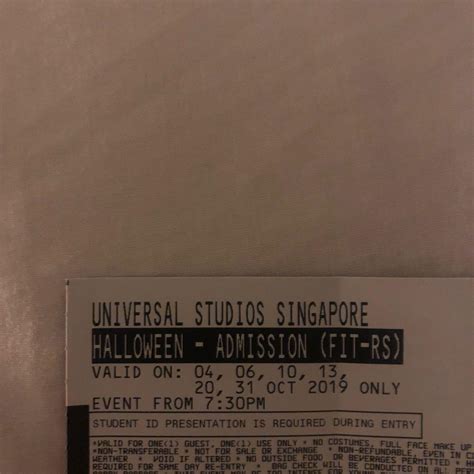 UNIVERSAL STUDIOS SINGAPORE
HALLOWEEN - ADMISSION (FIT-RS)
VALID ON: 04, 06, 10, 13,
20, 31 OCT 2019 ONLY
EVENT FROM 7:30PM
STUDENT ID PRESENTATION IS REQUIRED DURING ENTRY
*VALID FOR ONE(1) GUEST, ONE(1) USE ONLY * NO COSTUMES, FULL FACE MAKE UP
*NON-TRANSFERABLE * NOT FOR SALE OR EXCHANGE * NON-REFUNDABLE, EVEN IN
WEATHER * VOID IF ALTERED * NO OUTSIDE FOOD OR BEVERAGES PERMITTED *
REQUIRED FOR SAME DAY RE-ENTRY * BAG CHECK WILL BE CONDUCTED